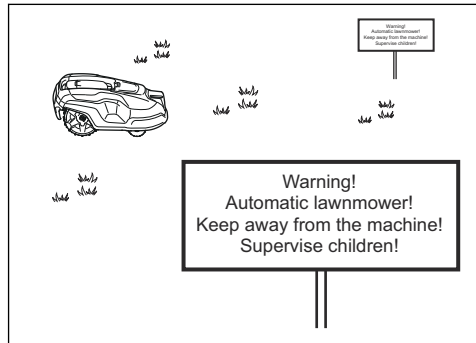 Warning!
Automatic lawnmower!
Keep away from the machine!
Supervise children!
Warning!
Automatic lawnmower!
Keep away from the machine!
Supervise children!